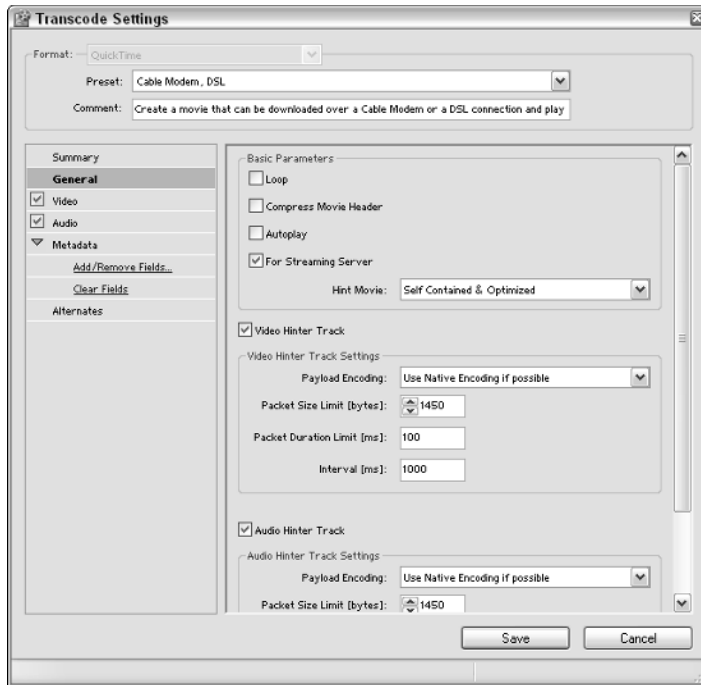 Transcode Settings
Format: QuickTime
Preset: Cable Modem, DSL
Comment: Create a movie that can be downloaded over a Cable Modem or a DSL connection and play
Summary
General
Video
Audio
Metadata
Add/Remove Fields...
Clear Fields
Alternates
Basic Parameters
Loop
Compress Movie Header
Autoplay
For Streaming Server
Hint Movie: Self Contained & Optimized
Video Hinter Track
Video Hinter Track Settings
Payload Encoding: Use Native Encoding if possible
Packet Size Limit [bytes]: 1450
Packet Duration Limit [ms]: 100
Interval [ms]: 1000
Audio Hinter Track
Audio Hinter Track Settings
Payload Encoding: Use Native Encoding if possible
Packet Size Limit [bytes]: 1450
Save Cancel